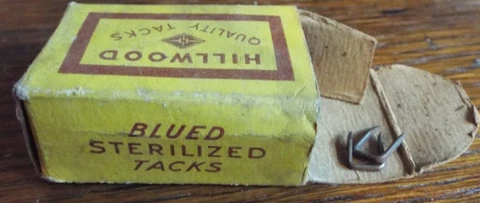 HILLWOOD
QUALITY TACKS
H
BLUED
STERILIZED
TACKS